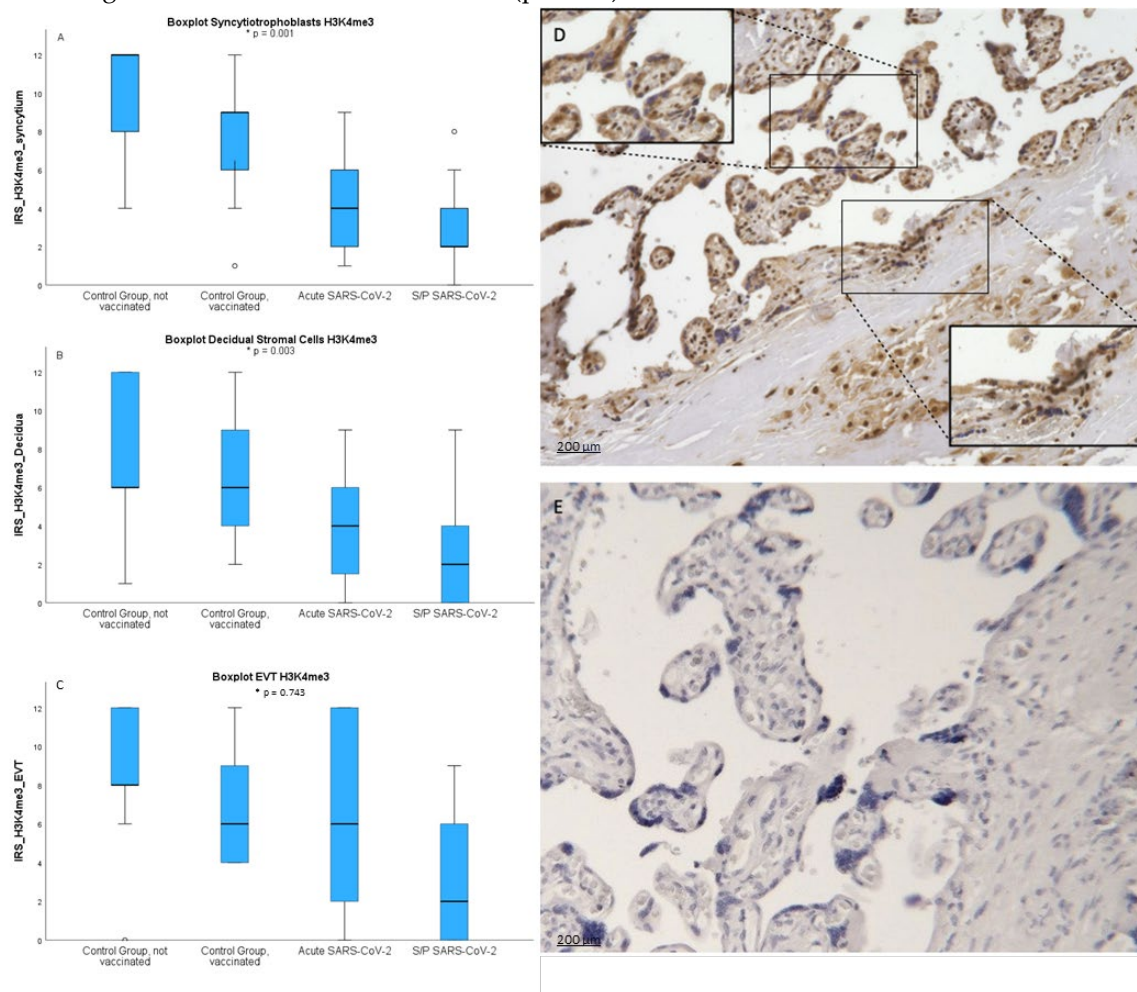 Boxplot Syncytiotrophoblasts H3K4me3
* p = 0.001
A
12
10
8
6
4
2
0
IRS_H3K4me3_syncytium
Control Group, not vaccinated
Control Group, vaccinated
Acute SARS-CoV-2
S/P SARS-CoV-2
Boxplot Decidual Stromal Cells H3K4me3
* p = 0.003
B
12
10
8
6
4
2
0
IRS_H3K4me3_Decidua
Control Group, not vaccinated
Control Group, vaccinated
Acute SARS-CoV-2
S/P SARS-CoV-2
Boxplot EVT H3K4me3
* p = 0.743
C
12
10
8
6
4
2
0
IRS_H3K4me3_EVT
Control Group, not vaccinated
Control Group, vaccinated
Acute SARS-CoV-2
S/P SARS-CoV-2
D
200 µm
E
200 µm